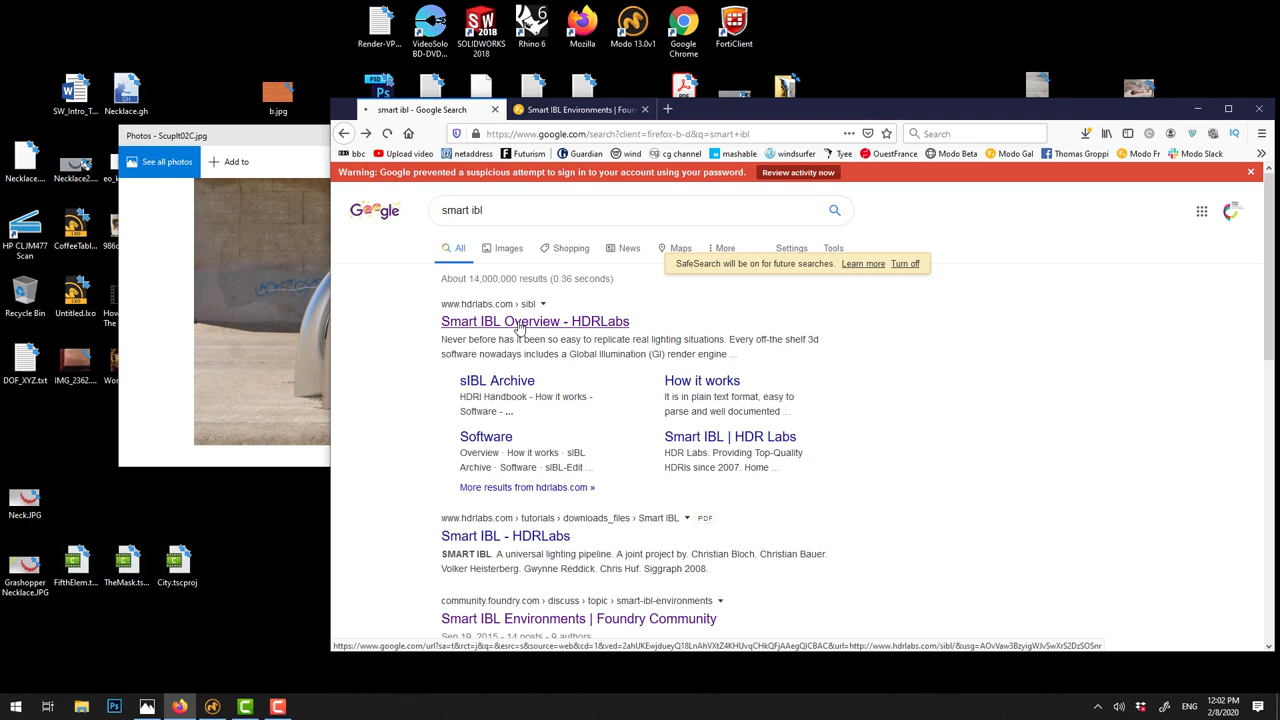 Render-VP...
VideoSolo BD-DVD...
SOLIDWORKS 2018
Rhino 6
Mozilla
Modo 13.0v1
Google Chrome
FortiClient
SW_Intro_T...
Necklace.gh
b.jpg
Photos - Scuplt02C.jpg
See all photos
Add to
Necklace....
Necklace2....
HP CLJM477 Scan
CoffeeTabl...
Recycle Bin
Untitled.lxo
DOF_XYZ.txt
IMG_2362....
Neck.JPG
Grashopper Necklace.JPG
FifthElem.t...
TheMask.ts...
City.tscproj
smart ibl - Google Search
Smart IBL Environments | Foun
https://www.google.com/search?client=firefox-b-d&q=smart+ibl
Search
bbc
Upload video
netaddress
Futurism
Guardian
wind
cg channel
mashable
windsurfer
Tyee
OuestFrance
Modo Beta
Modo Gal
Thomas Groppi
Modo Fr
Modo Slack
Warning: Google prevented a suspicious attempt to sign in to your account using your password.
Review activity now
Google
smart ibl
All
Images
Shopping
News
Maps
More
Settings
Tools
SafeSearch will be on for future searches. Learn more Turn off
About 14,000,000 results (0.36 seconds)
www.hdrlabs.com › sibl
Smart IBL Overview - HDRLabs
Never before has it been so easy to replicate real lighting situations. Every off-the shelf 3d
software nowadays includes a Global Illumination (GI) render engine ...
sIBL Archive
HDRI Handbook - How it works -
Software - ...
How it works
It is in plain text format, easy to
parse and well documented ...
Software
Overview · How it works · sIBL
Archive · Software · sIBL-Edit ...
Smart IBL | HDR Labs
HDR Labs. Providing Top-Quality
HDRIs since 2007. Home ...
More results from hdrlabs.com »
www.hdrlabs.com › tutorials › downloads_files › Smart IBL
PDF
Smart IBL - HDRLabs
SMART IBL. A universal lighting pipeline. A joint project by. Christian Bloch. Christian Bauer.
Volker Heisterberg. Gwynne Reddick. Chris Huf. Siggraph 2008.
community.foundry.com › discuss › topic › smart-ibl-environments
Smart IBL Environments | Foundry Community
Sep 19, 2015 - 14 posts - 9 authors
ENG
12:02 PM
2/8/2020